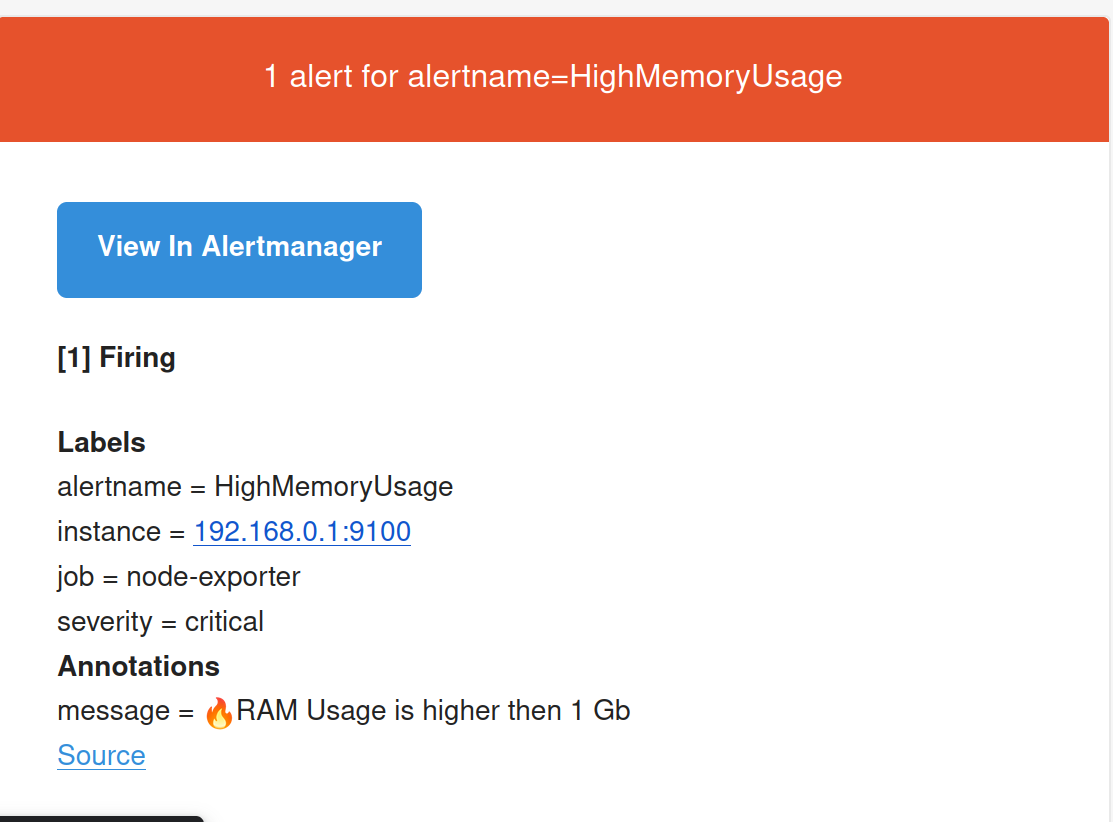 1 alert for alertname=HighMemoryUsage
View In Alertmanager
[1] Firing
Labels
alertname = HighMemoryUsage
instance = 192.168.0.1:9100
job = node-exporter
severity = critical
Annotations
message = 🔥RAM Usage is higher then 1 Gb
Source